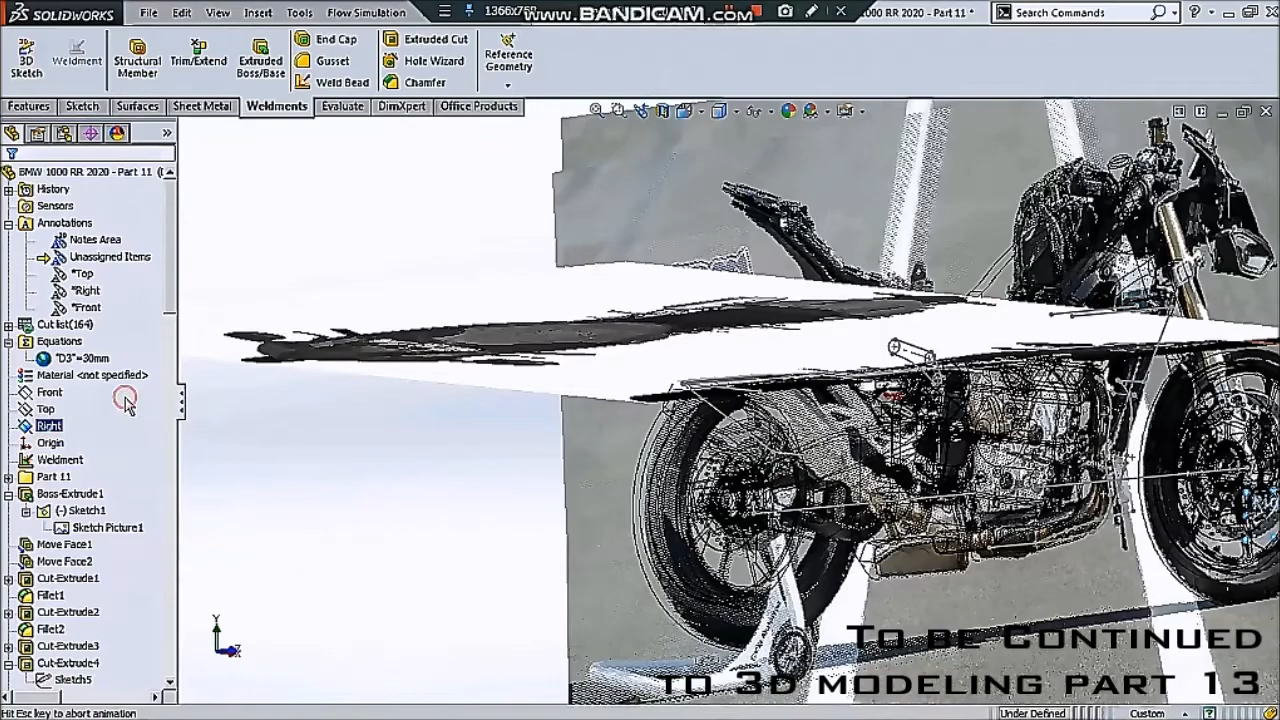 SOLIDWORKS File Edit View Insert Tools Flow Simulation 1366x768 www.BANDICAM.com 1000 RR 2020 - Part 11 * Search Commands
3D Sketch Weldment Structural Member Trim/Extend Extruded Boss/Base End Cap Gusset Weld Bead Extruded Cut Hole Wizard Chamfer Reference Geometry
Features Sketch Surfaces Sheet Metal Weldments Evaluate DimXpert Office Products
BMW 1000 RR 2020 - Part 11 (
History
Sensors
Annotations
Notes Area
Unassigned Items
*Top
*Right
*Front
Cut list(164)
Equations
"D3"=30mm
Material <not specified>
Front
Top
Right
Origin
Weldment
Part 11
Boss-Extrude1
(-) Sketch1
Sketch Picture1
Move Face1
Move Face2
Cut-Extrude1
Fillet1
Cut-Extrude2
Fillet2
Cut-Extrude3
Cut-Extrude4
Sketch5
Y
To be Continued
to 3D modeling part 13
Hit Esc key to abort animation Under Defined Custom